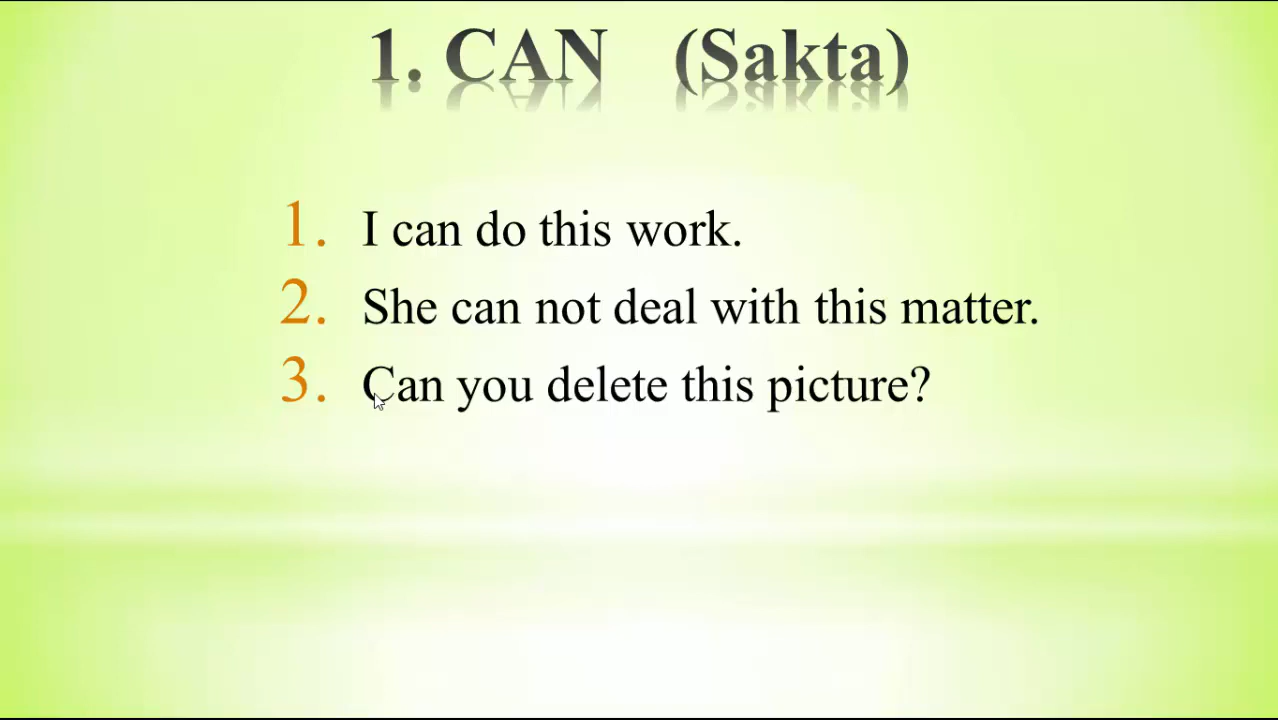 1. CAN (Sakta)
1. I can do this work.
2. She can not deal with this matter.
3. Can you delete this picture?